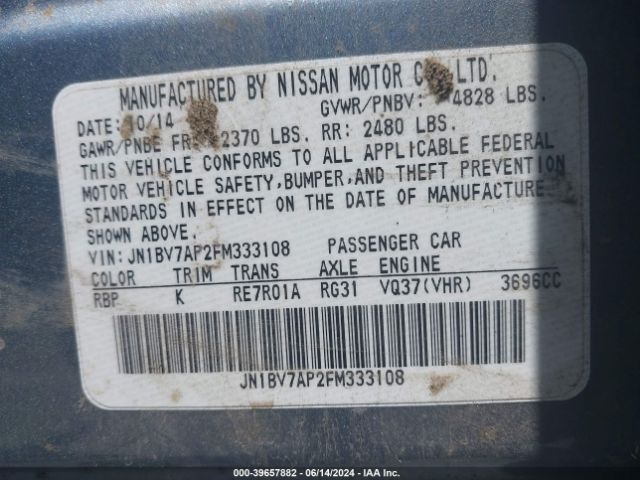 MANUFACTURED BY NISSAN MOTOR LTD.
DATE: 10/14 GVWR/PNBV: 4828 LBS.
GAWR/PNBE FR: 2370 LBS. RR: 2480 LBS.
THIS VEHICLE CONFORMS TO ALL APPLICABLE FEDERAL
MOTOR VEHICLE SAFETY, BUMPER, AND THEFT PREVENTION
STANDARDS IN EFFECT ON THE DATE OF MANUFACTURE
SHOWN ABOVE.
VIN: JN1BV7AP2FM333108 PASSENGER CAR
COLOR TRIM TRANS AXLE ENGINE
RBP K RE7R01A RG31 VQ37(VHR) 3696CC
JN1BV7AP2FM333108
000-39657882 - 06/14/2024 - IAA Inc.